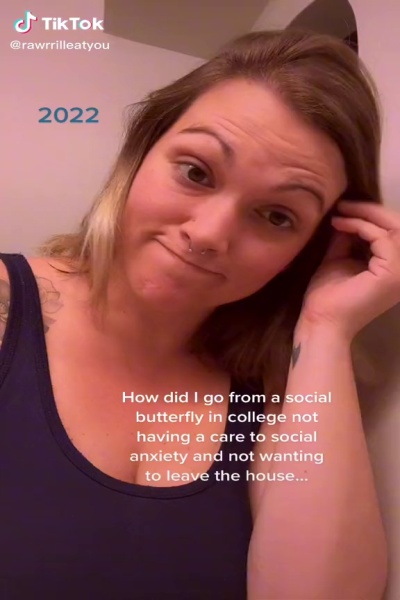 TikTok
@rawrrilleatyou
2022
How did I go from a social
butterfly in college not
having a care to social
anxiety and not wanting
to leave the house...